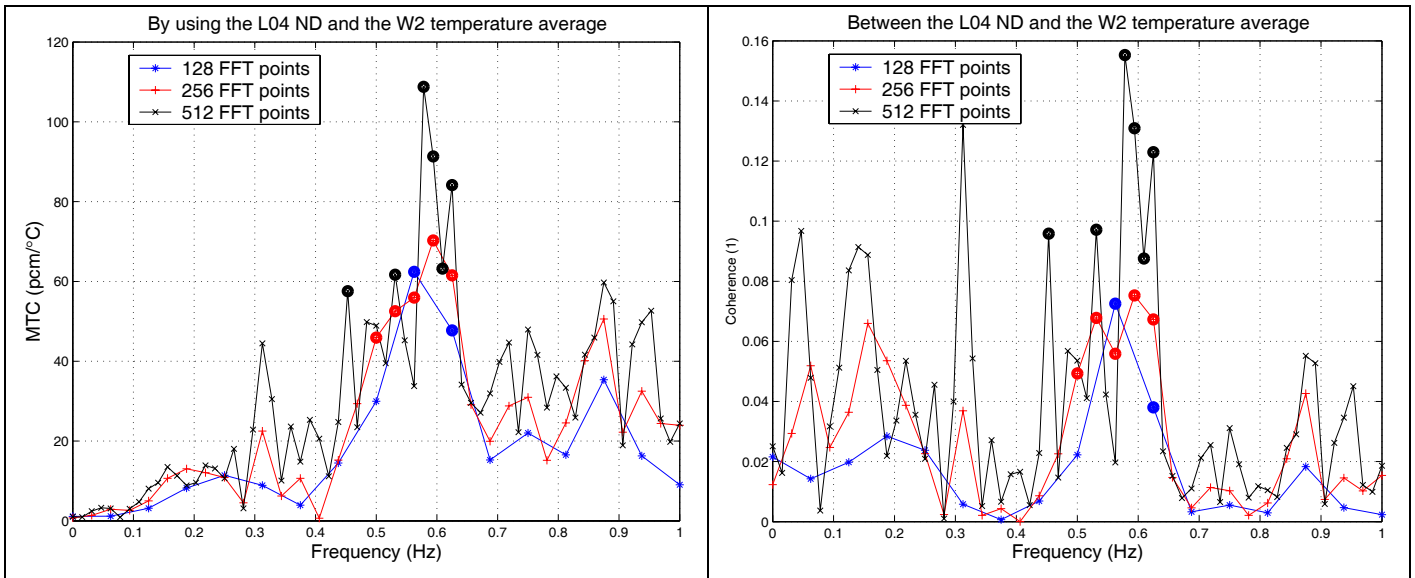 By using the L04 ND and the W2 temperature average
120
100
80
60
40
20
0
MTC (pcm/°C)
128 FFT points
256 FFT points
512 FFT points
0 0.1 0.2 0.3 0.4 0.5 0.6 0.7 0.8 0.9 1
Frequency (Hz)
Between the L04 ND and the W2 temperature average
0.16
0.14
0.12
0.1
0.08
0.06
0.04
0.02
0
Coherence (1)
128 FFT points
256 FFT points
512 FFT points
0 0.1 0.2 0.3 0.4 0.5 0.6 0.7 0.8 0.9 1
Frequency (Hz)